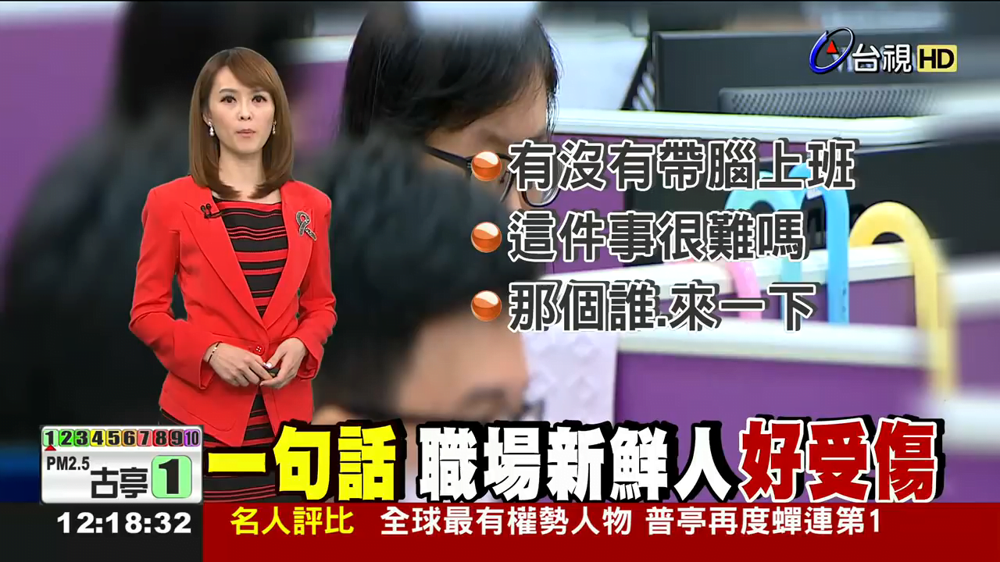 台視HD
有沒有帶腦上班
這件事很難嗎
那個誰.來一下
12345678910
PM2.5
古亭 1
一句話 職場新鮮人好受傷
12:18:32
名人評比 全球最有權勢人物 普亭再度蟬連第1